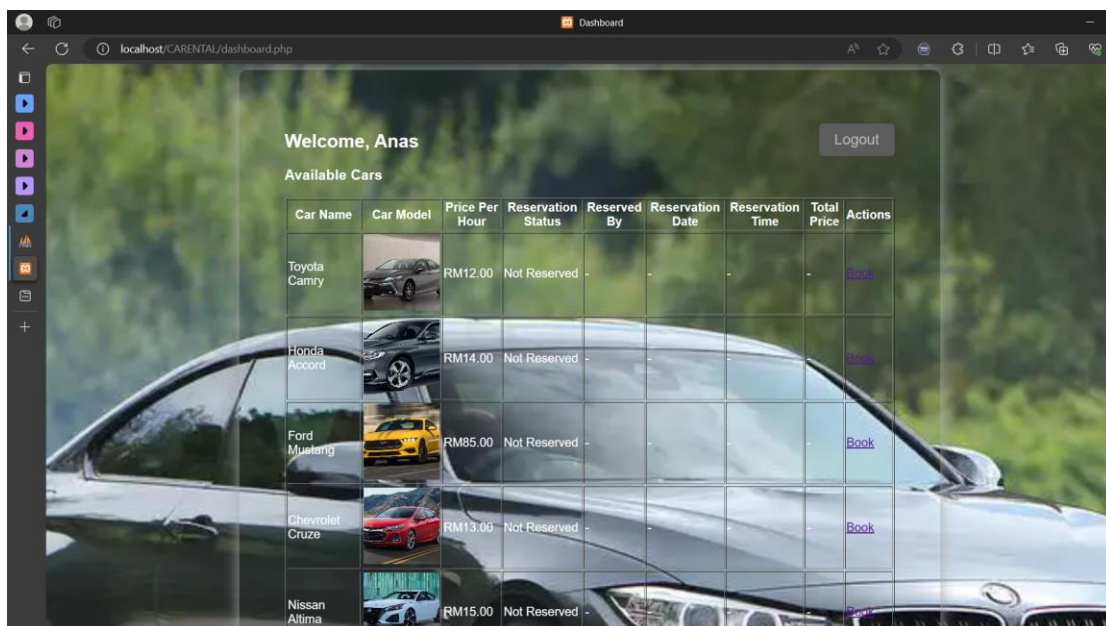 Dashboard
localhost/CARENTAL/dashboard.php
Welcome, Anas
Logout
Available Cars
Car Name Car Model Price Per Hour Reservation Status Reserved By Reservation Date Reservation Time Total Price Actions
Toyota Camry RM12.00 Not Reserved - - - - Book
Honda Accord RM14.00 Not Reserved - - - - Book
Ford Mustang RM85.00 Not Reserved - - - - Book
Chevrolet Cruze RM13.00 Not Reserved - - - - Book
Nissan Altima RM15.00 Not Reserved - - - - Book